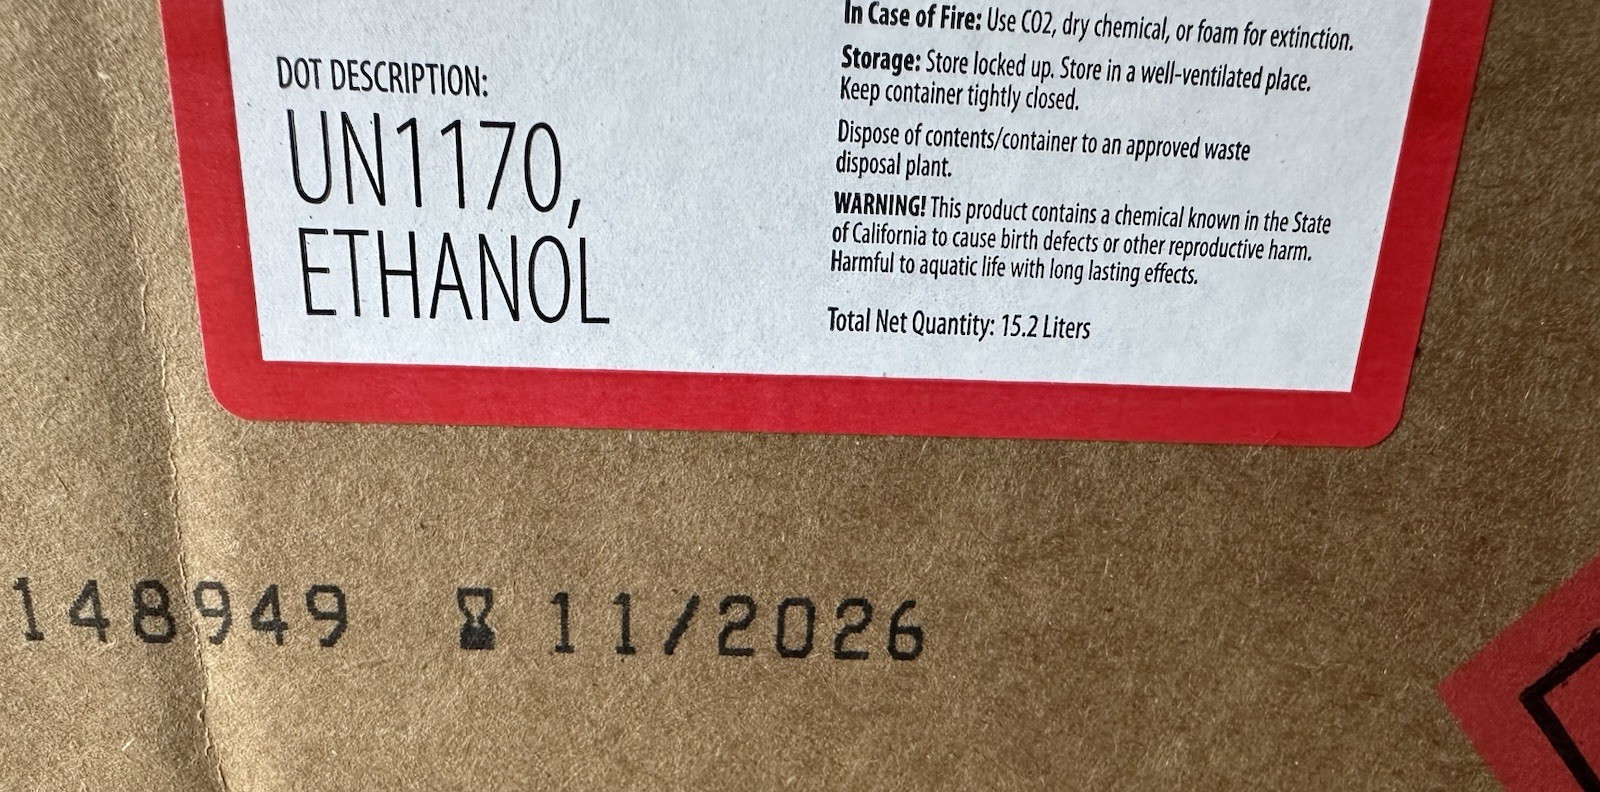 DOT DESCRIPTION:
UN1170,
ETHANOL
In Case of Fire: Use CO2, dry chemical, or foam for extinction.
Storage: Store locked up. Store in a well-ventilated place.
Keep container tightly closed.
Dispose of contents/container to an approved waste
disposal plant.
WARNING! This product contains a chemical known in the State
of California to cause birth defects or other reproductive harm.
Harmful to aquatic life with long lasting effects.
Total Net Quantity: 15.2 Liters
148949 ⌛ 11/2026